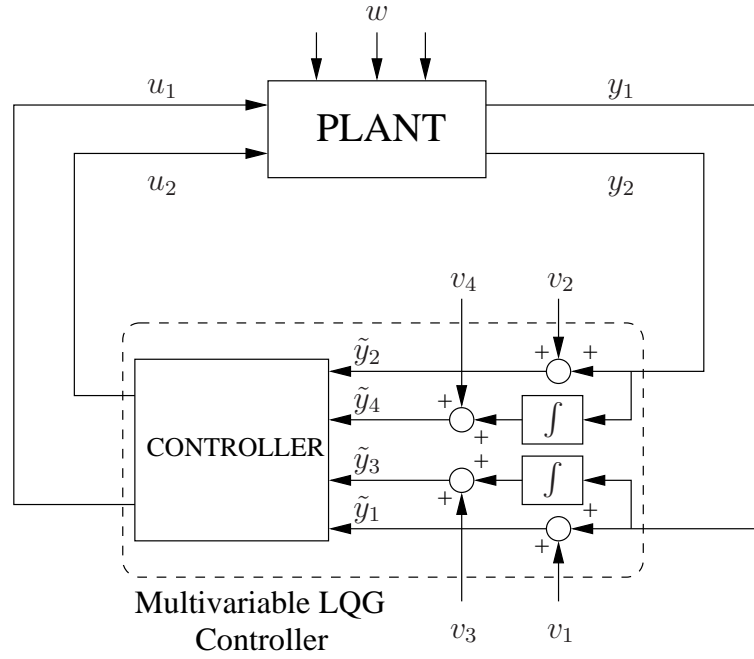 w
u₁
y₁
PLANT
u₂
y₂
v₄
v₂
ỹ₂
+
+
ỹ₄
+
+
∫
CONTROLLER
ỹ₃
+
+
∫
ỹ₁
+
+
Multivariable LQG
Controller
v₃
v₁